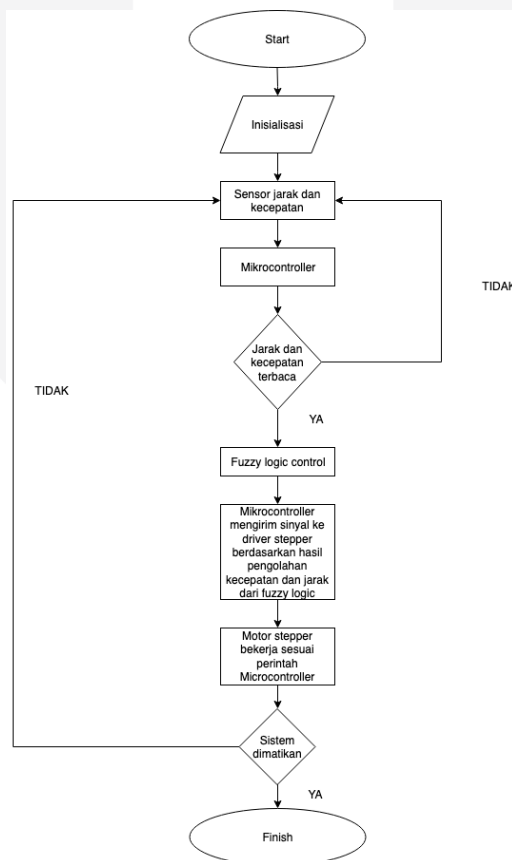 Start
Inisialisasi
Sensor jarak dan
kecepatan
Mikrocontroller
TIDAK
Jarak dan
kecepatan
terbaca
TIDAK
YA
Fuzzy logic control
Mikrocontroller
mengirim sinyal ke
driver stepper
berdasarkan hasil
pengolahan
kecepatan dan jarak
dari fuzzy logic
Motor stepper
bekerja sesuai
perintah
Microcontroller
Sistem
dimatikan
YA
Finish